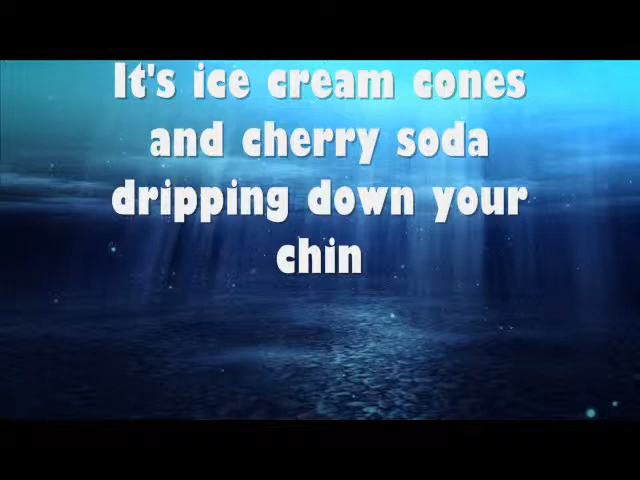 It's ice cream cones
and cherry soda
dripping down your
chin